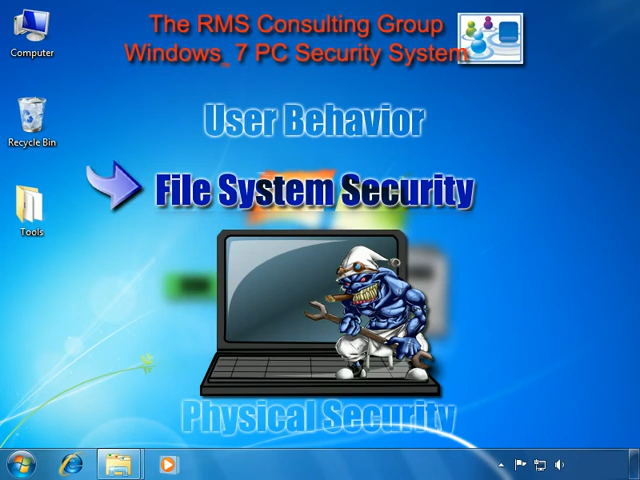 The RMS Consulting Group
Windows™ 7 PC Security System
Computer
User Behavior
Recycle Bin
File System Security
Tools
Physical Security